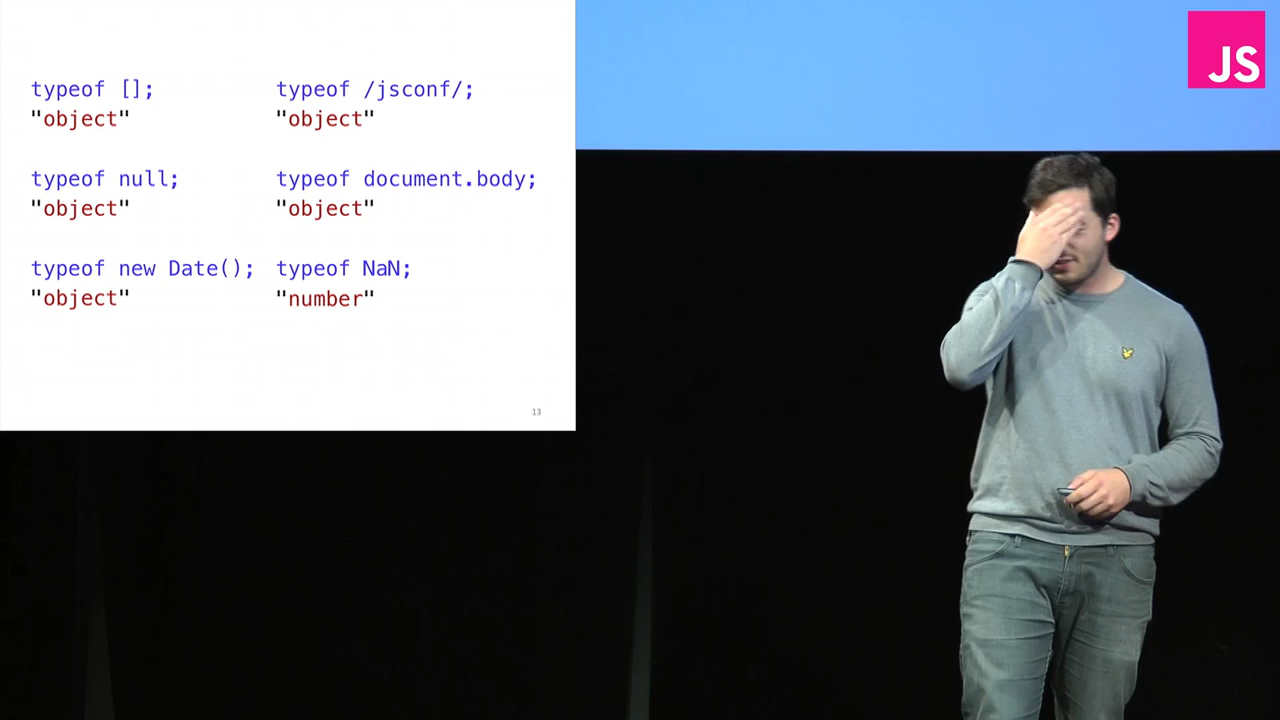 typeof [];
"object"
typeof null;
"object"
typeof new Date();
"object"
typeof /jsconf/;
"object"
typeof document.body;
"object"
typeof NaN;
"number"
13
JS